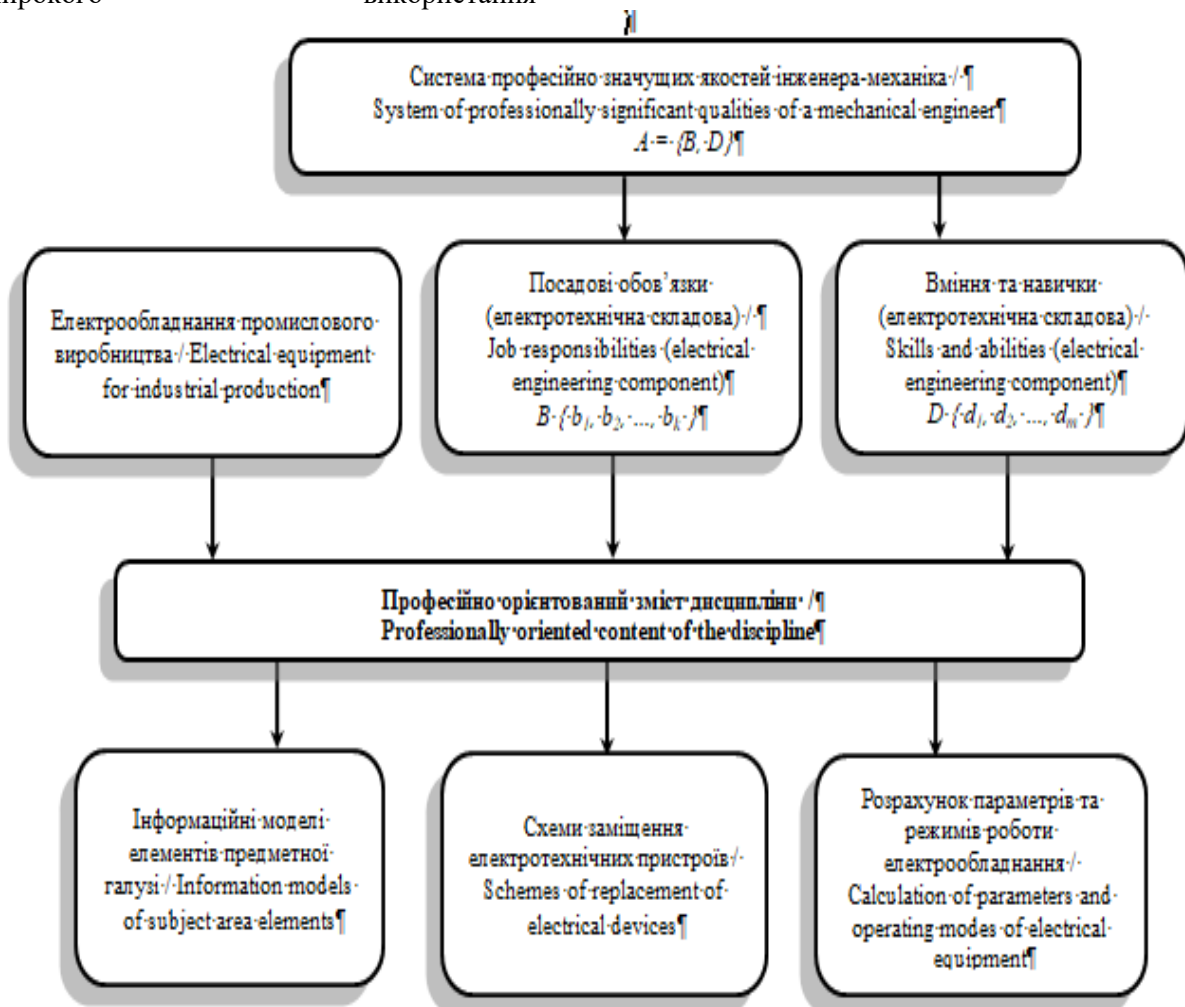 використання
Система професійно значущих якостей інженера-механіка /
System of professionally significant qualities of a mechanical engineer
A = {B, D}
Електрообладнання промислового
виробництва / Electrical equipment
for industrial production
Посадові обов’язки
(електротехнічна складова) /
Job responsibilities (electrical
engineering component)
B { b1, b2, ..., bk }
Вміння та навички
(електротехнічна складова) /
Skills and abilities (electrical
engineering component)
D { d1, d2, ..., dm }
Професійно орієнтований зміст дисципліни /
Professionally oriented content of the discipline
Інформаційні моделі
елементів предметної
галузі / Information models
of subject area elements
Схеми заміщення
електротехнічних пристроїв /
Schemes of replacement of
electrical devices
Розрахунок параметрів та
режимів роботи
електрообладнання /
Calculation of parameters and
operating modes of electrical
equipment